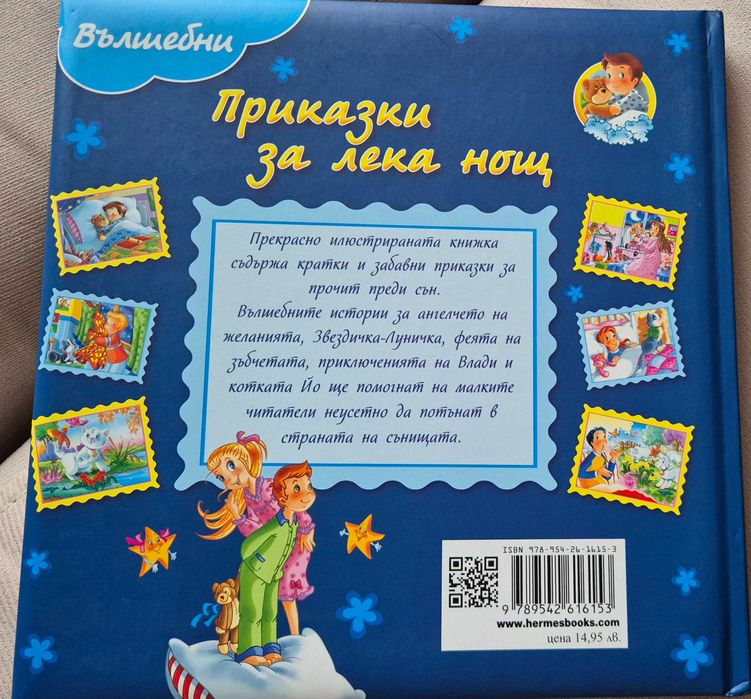 Вълшебни
Приказки
за лека нощ
Прекрасно илюстрираната книжка
съдържа кратки и забавни приказки за
прочит преди сън.
Вълшебните истории за ангелчето на
желанията, Звездичка-Луничка, феята на
зъбчетата, приключенията на Влади и
котката Йо ще помогнат на малките
читатели неусетно да потънат в
страната на сънищата.
ISBN 978-954-26-1615-3
9 789542 616153
www.hermesbooks.com
цена 14,95 лв.